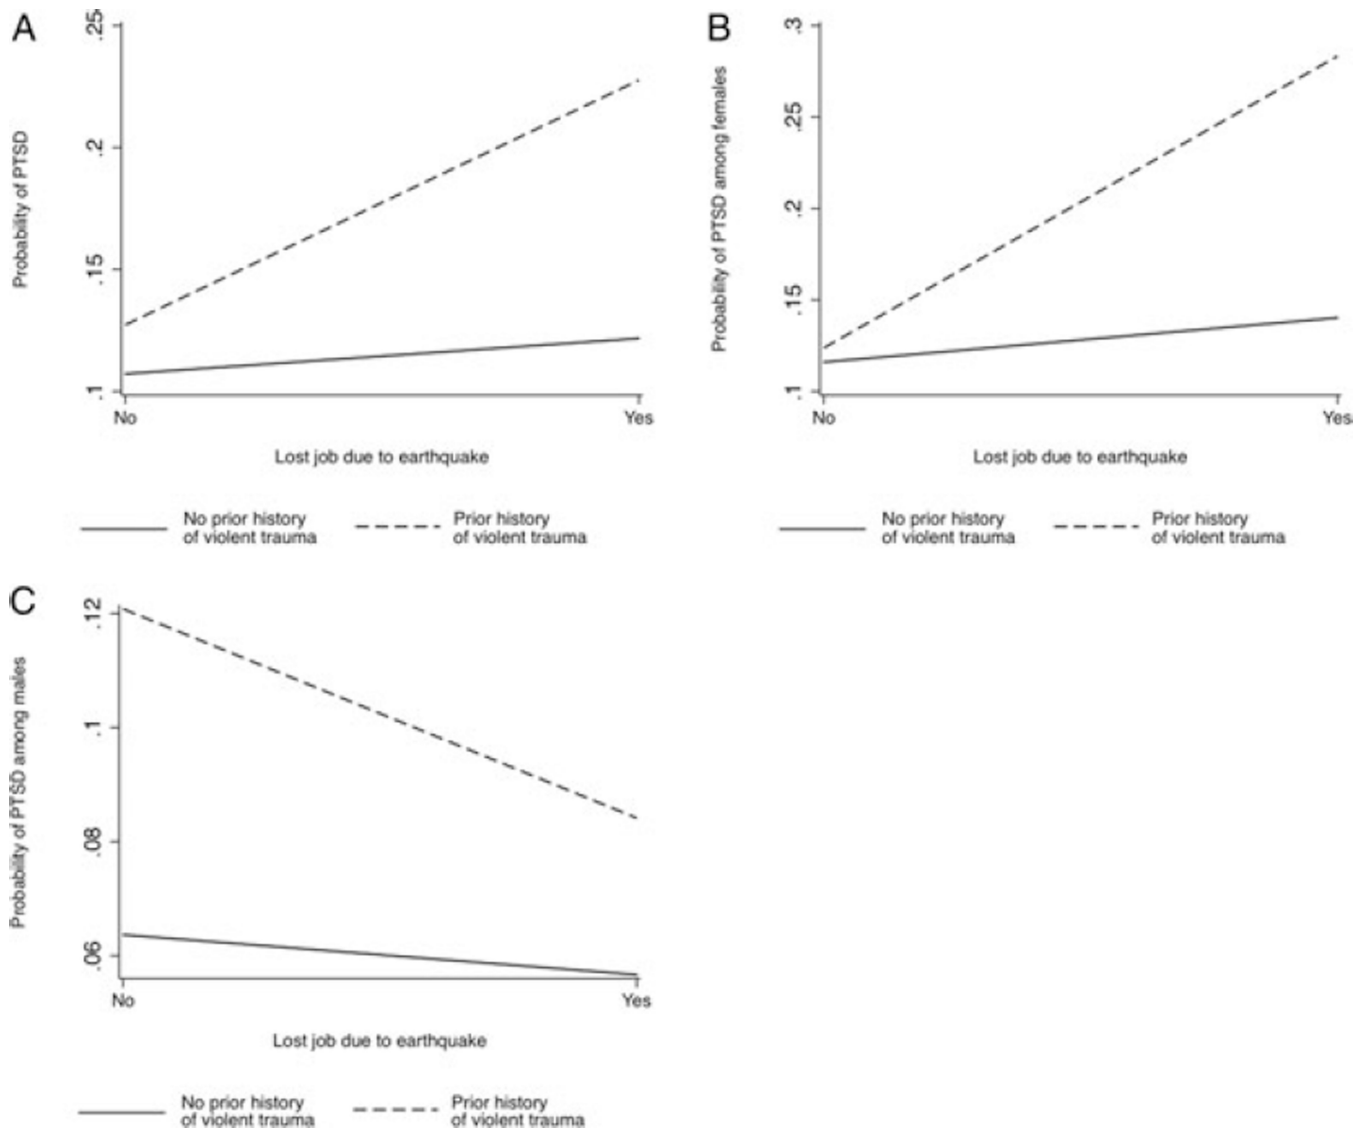 A
Probability of PTSD
.25
.2
.15
.1
No
Yes
Lost job due to earthquake
No prior history
of violent trauma
Prior history
of violent trauma
B
Probability of PTSD among females
.3
.25
.2
.15
.1
No
Yes
Lost job due to earthquake
No prior history
of violent trauma
Prior history
of violent trauma
C
Probability of PTSD among males
.12
.1
.08
.06
No
Yes
Lost job due to earthquake
No prior history
of violent trauma
Prior history
of violent trauma